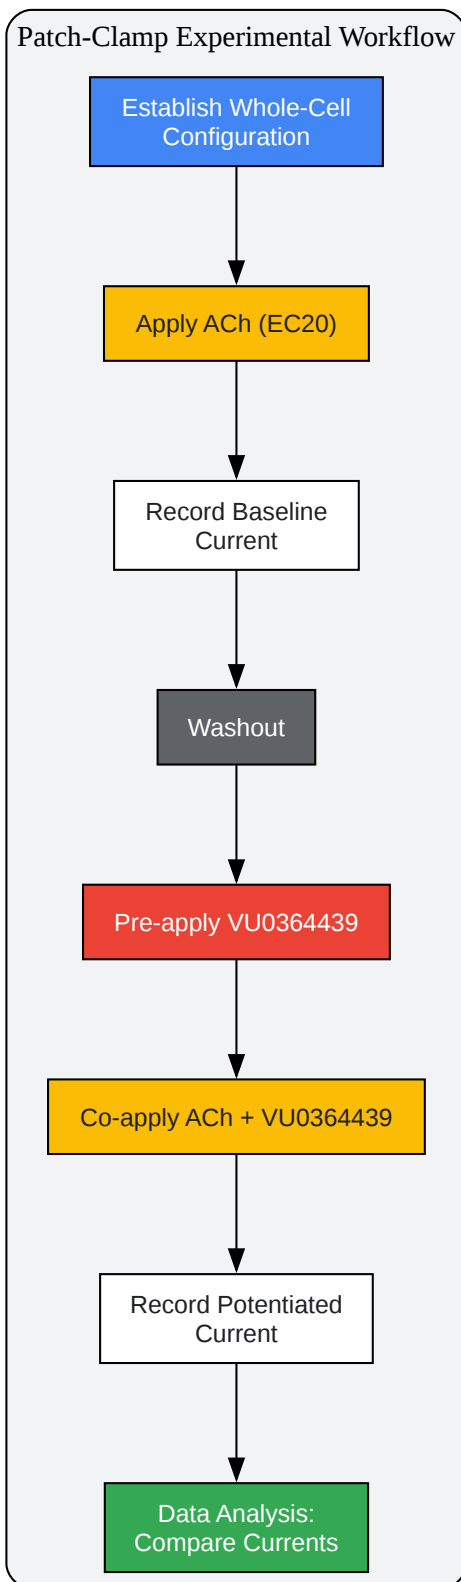 Patch-Clamp Experimental Workflow
Establish Whole-Cell
Configuration
Apply ACh (EC20)
Record Baseline
Current
Washout
Pre-apply VU0364439
Co-apply ACh + VU0364439
Record Potentiated
Current
Data Analysis:
Compare Currents